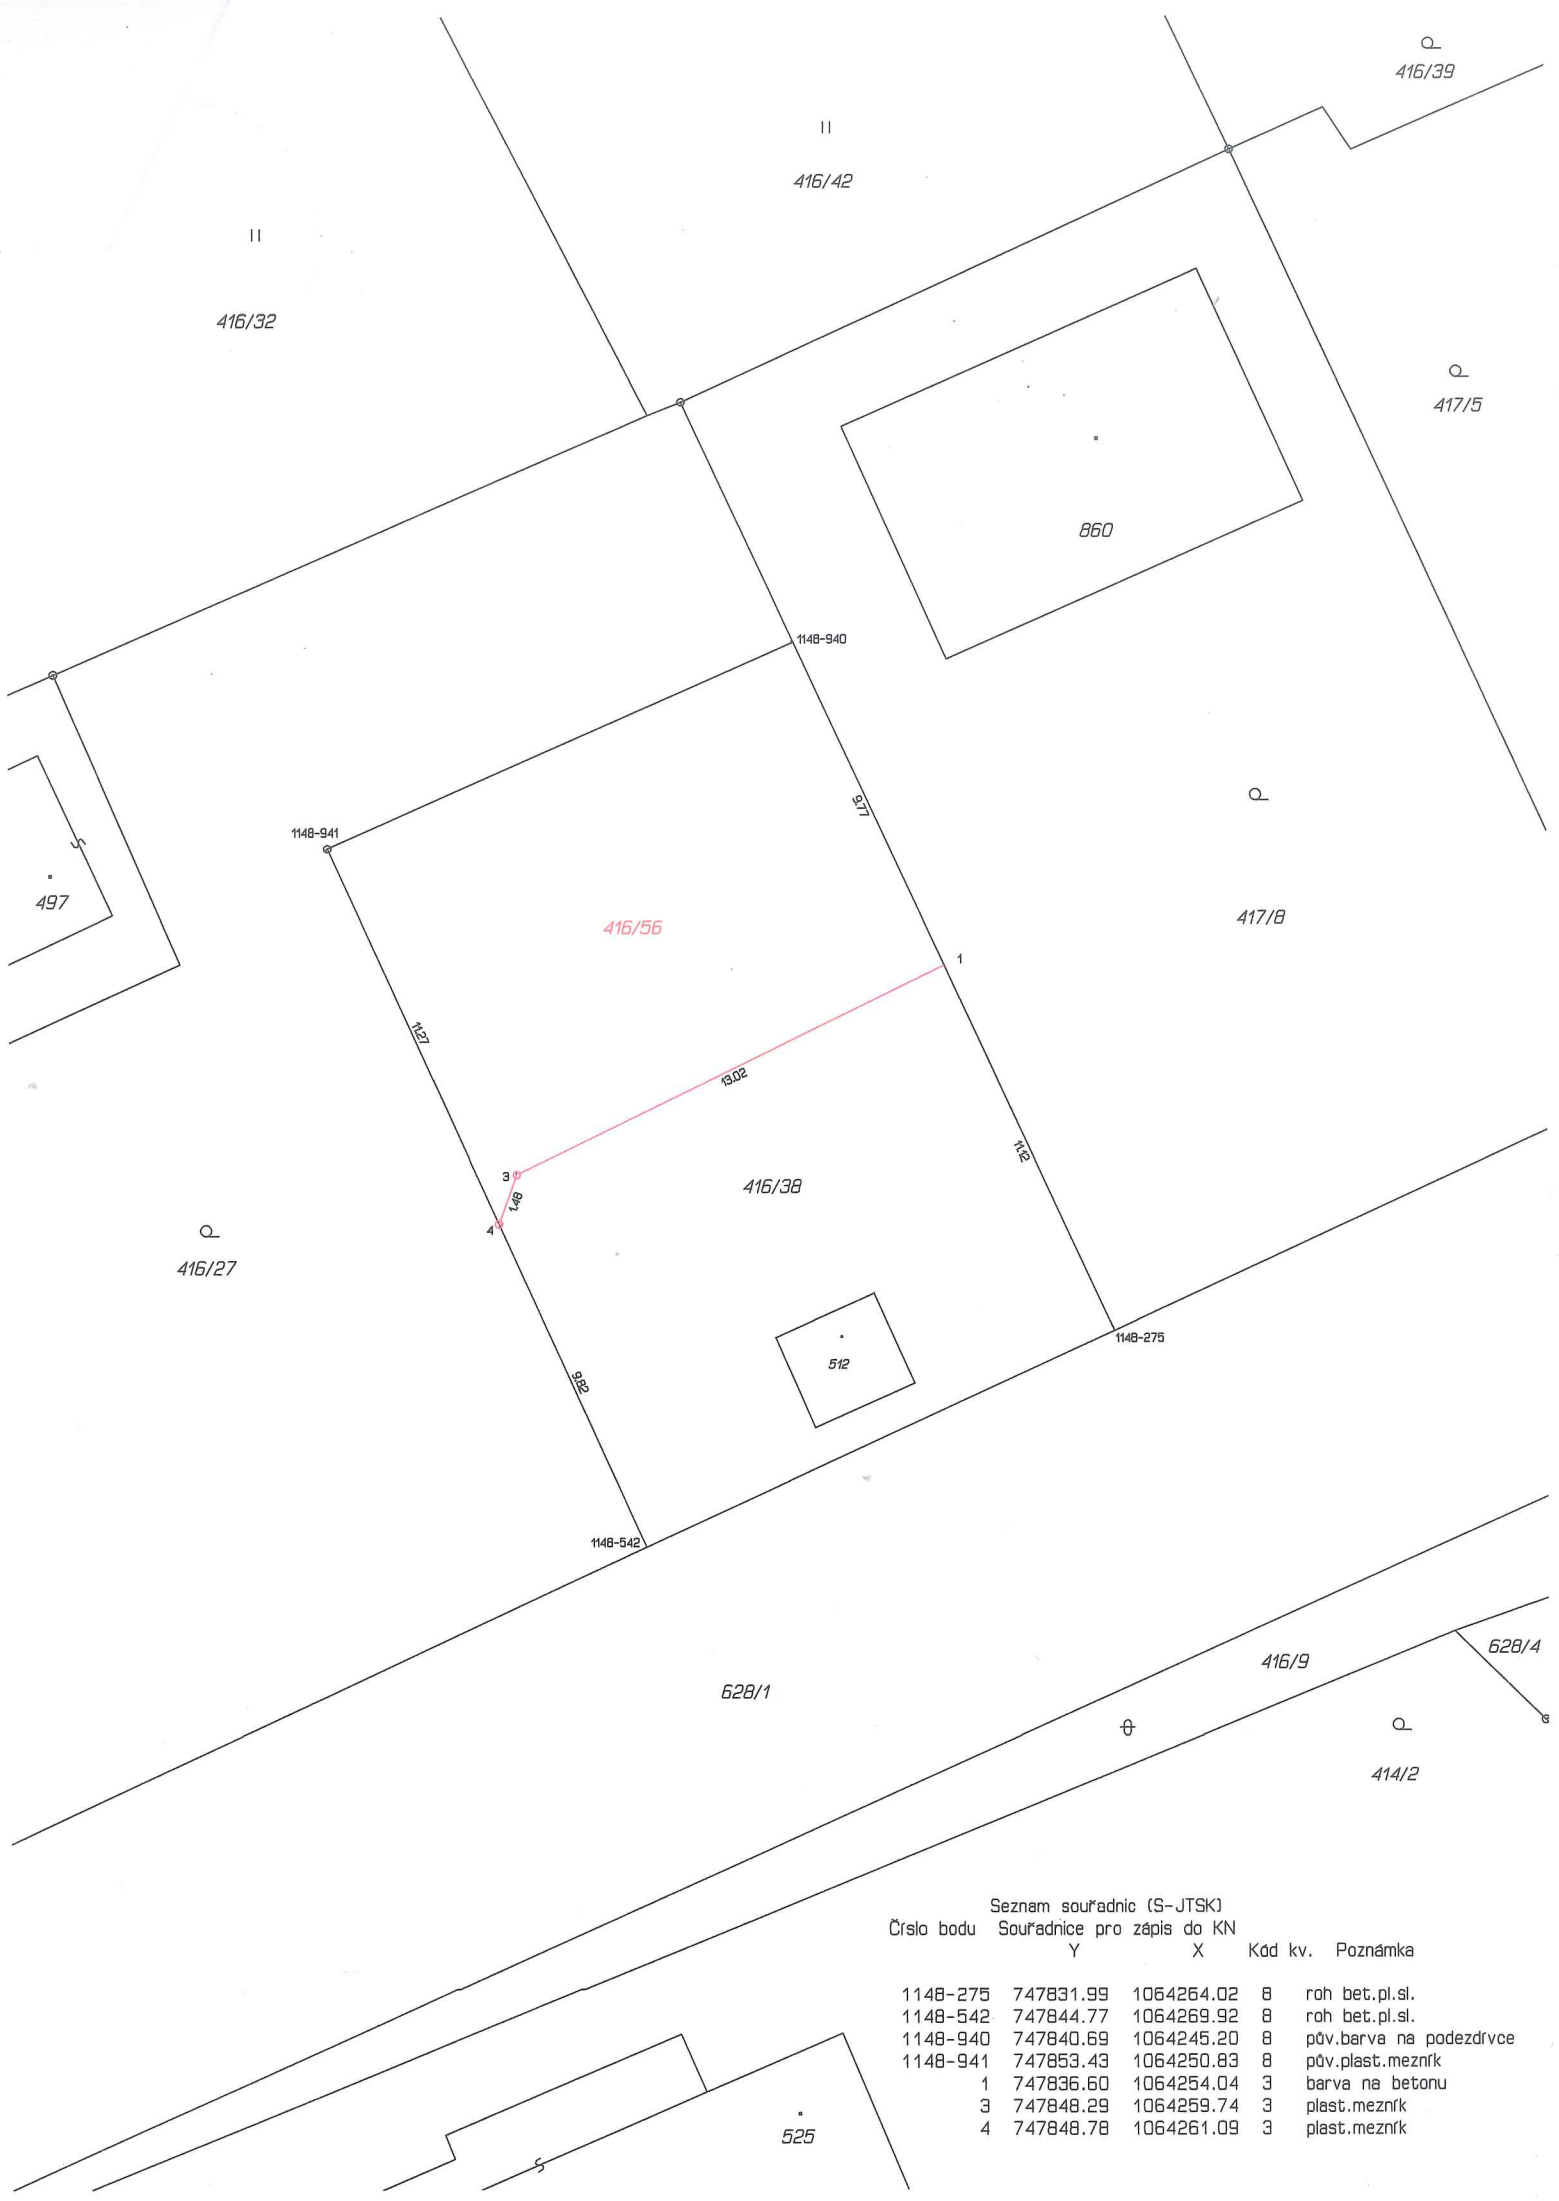 416/39
416/42
416/32
417/5
860
1148-940
9.77
1148-941
497
416/56
417/8
1
11.27
13.02
11.12
3
1.48
416/38
4
416/27
1148-275
512
9.82
1148-542
628/4
416/9
628/1
414/2
Seznam souřadnic (S-JTSK)
Číslo bodu Souřadnice pro zápis do KN
Y X Kód kv. Poznámka
1148-275 747831.99 1064264.02 8 roh bet.pl.sl.
1148-542 747844.77 1064269.92 8 roh bet.pl.sl.
1148-940 747840.69 1064245.20 8 pův.barva na podezdívce
1148-941 747853.43 1064250.83 8 pův.plast.mezník
1 747836.60 1064254.04 3 barva na betonu
3 747848.29 1064259.74 3 plast.mezník
4 747848.78 1064261.09 3 plast.mezník
525